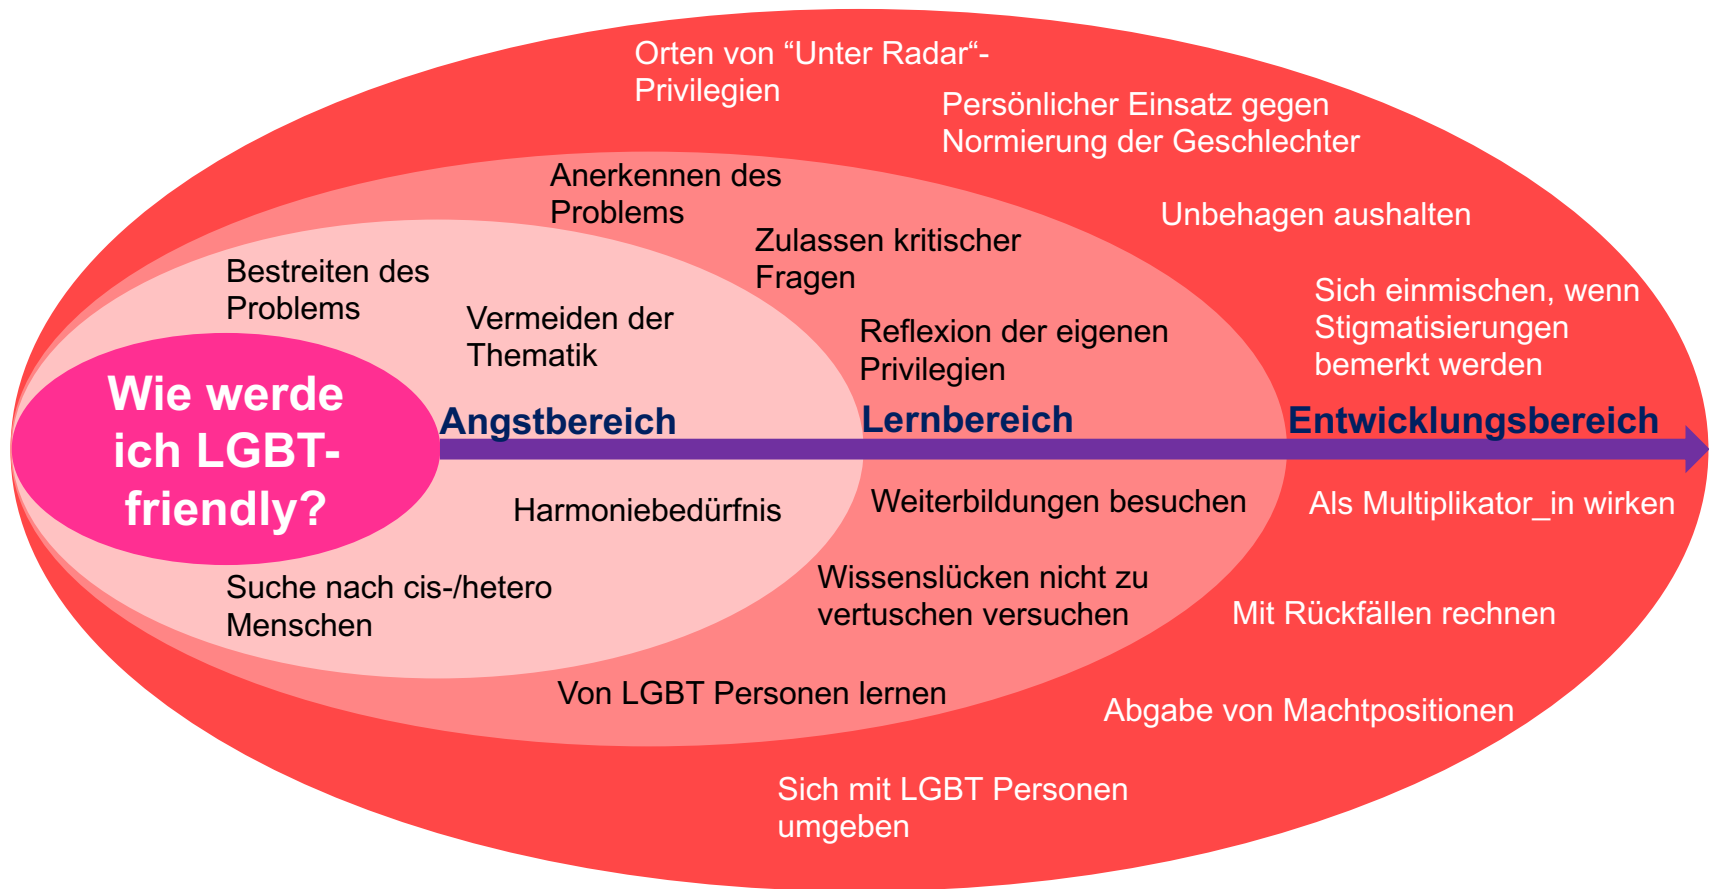 Orten von “Unter Radar“-
Privilegien
Persönlicher Einsatz gegen
Normierung der Geschlechter
Anerkennen des
Problems
Unbehagen aushalten
Zulassen kritischer
Fragen
Bestreiten des
Problems
Sich einmischen, wenn
Stigmatisierungen
bemerkt werden
Vermeiden der
Thematik
Reflexion der eigenen
Privilegien
Wie werde
ich LGBT-
friendly?
Angstbereich
Lernbereich
Entwicklungsbereich
Harmoniebedürfnis
Weiterbildungen besuchen
Als Multiplikator_in wirken
Suche nach cis-/hetero
Menschen
Wissenslücken nicht zu
vertuschen versuchen
Mit Rückfällen rechnen
Von LGBT Personen lernen
Abgabe von Machtpositionen
Sich mit LGBT Personen
umgeben